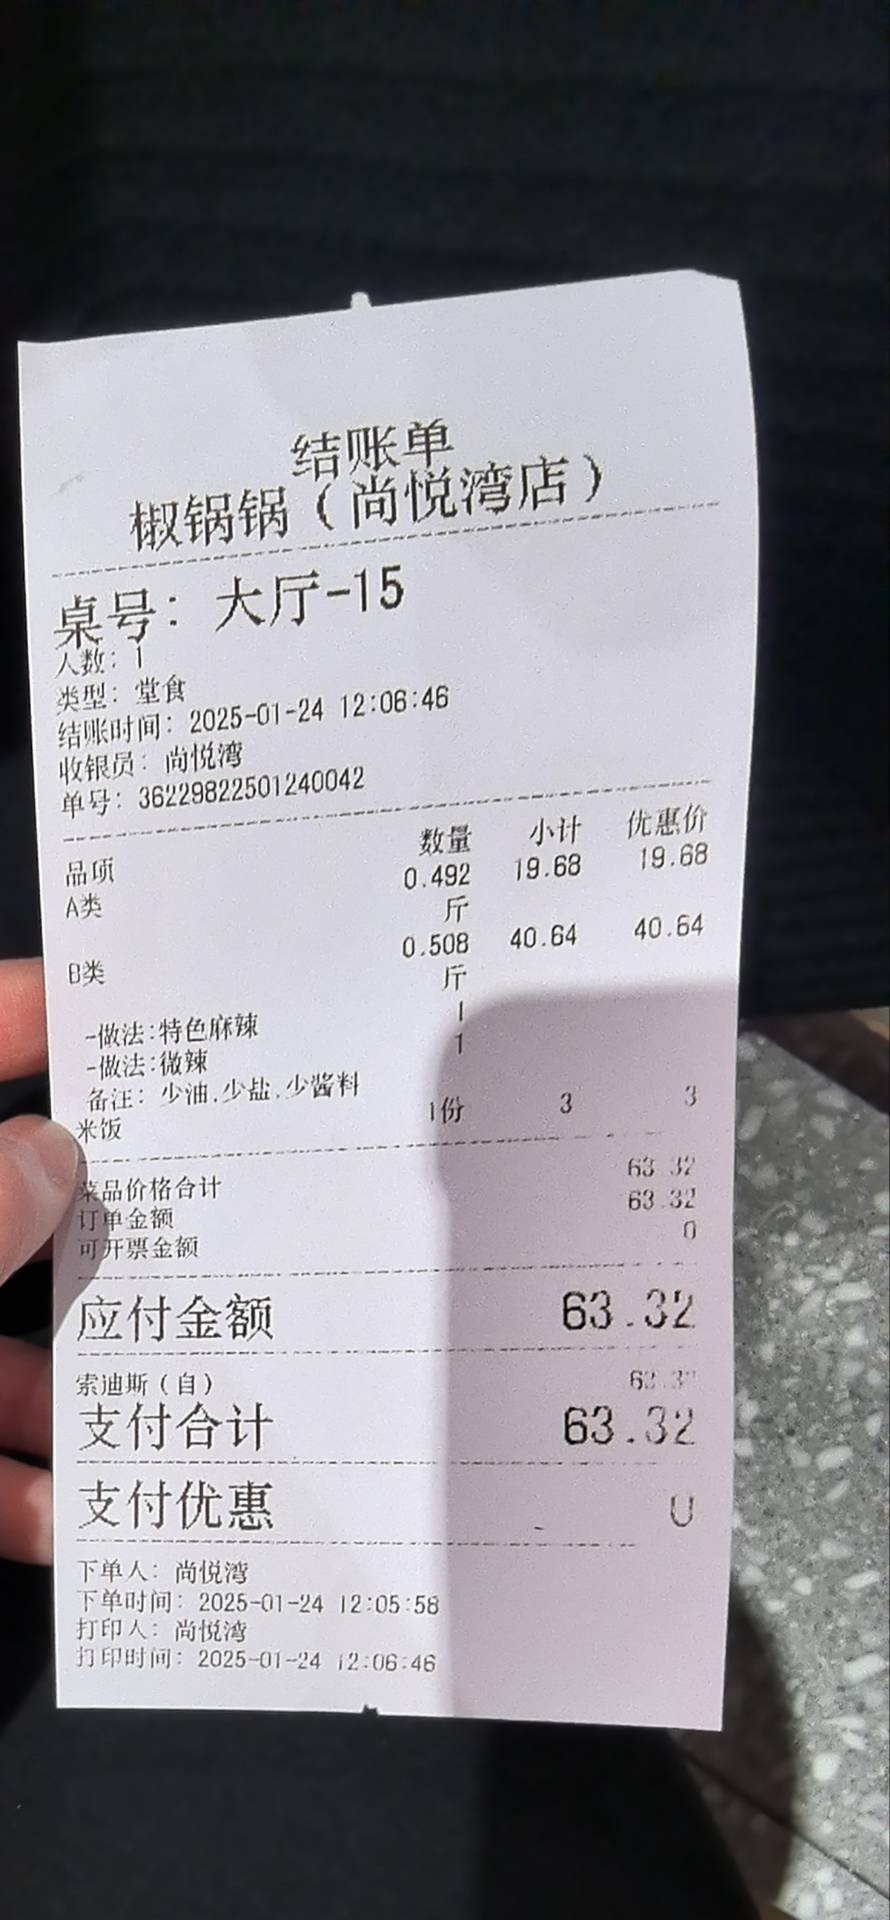 结账单
椒锅锅（尚悦湾店）
桌号：大厅-15
人数：1
类型：堂食
结账时间：2025-01-24 12:06:46
收银员：尚悦湾
单号：36229822501240042
品项 数量 小计 优惠价
A类 0.492斤 19.68 19.68
B类 0.508斤 40.64 40.64
-做法:特色麻辣 1
-做法:微辣 1
备注：少油,少盐,少酱料
米饭 1份 3 3
菜品价格合计 63.32
订单金额 63.32
可开票金额 0
应付金额 63.32
索迪斯（自） 63.32
支付合计 63.32
支付优惠 0
下单人：尚悦湾
下单时间：2025-01-24 12:05:58
打印人：尚悦湾
打印时间：2025-01-24 12:06:46